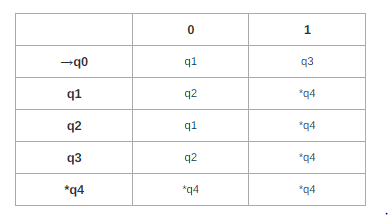 0 1
→q0 q1 q3
q1 q2 *q4
q2 q1 *q4
q3 q2 *q4
*q4 *q4 *q4
.